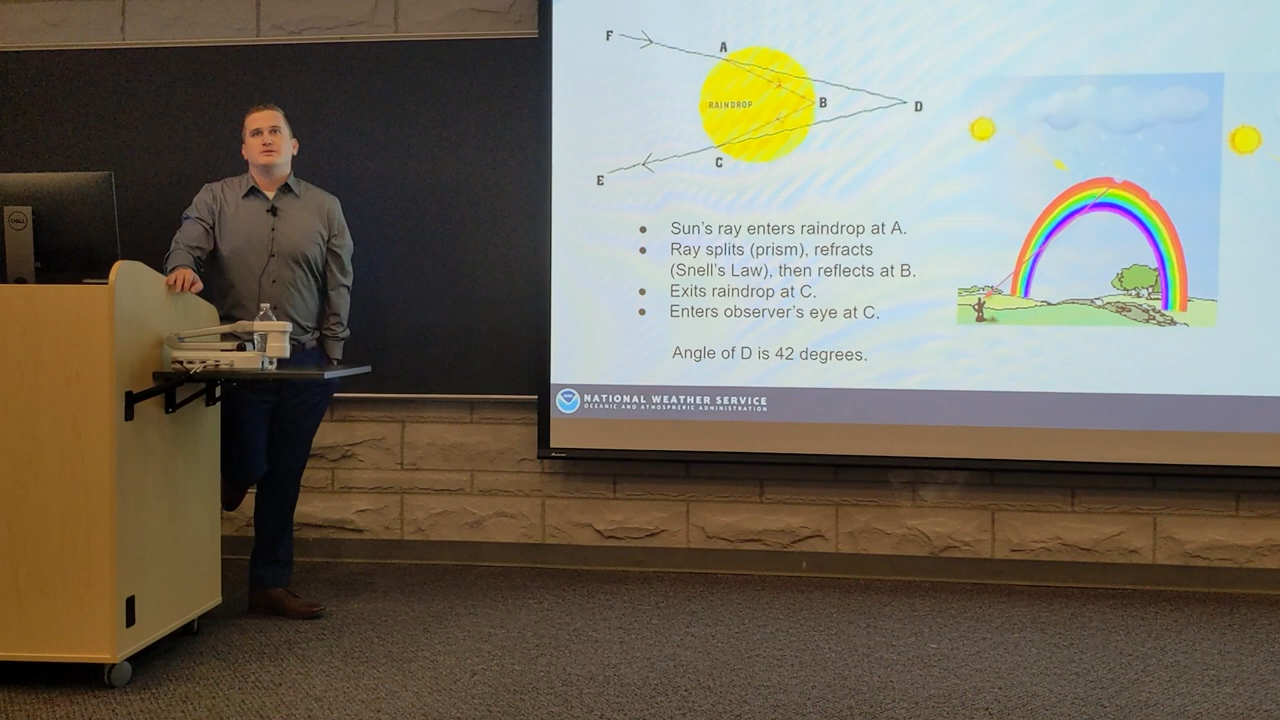 F
A
RAINDROP
B
D
C
E
● Sun's ray enters raindrop at A.
● Ray splits (prism), refracts
(Snell's Law), then reflects at B.
● Exits raindrop at C.
● Enters observer's eye at C.
Angle of D is 42 degrees.
NATIONAL WEATHER SERVICE
OCEANIC AND ATMOSPHERIC ADMINISTRATION
DELL